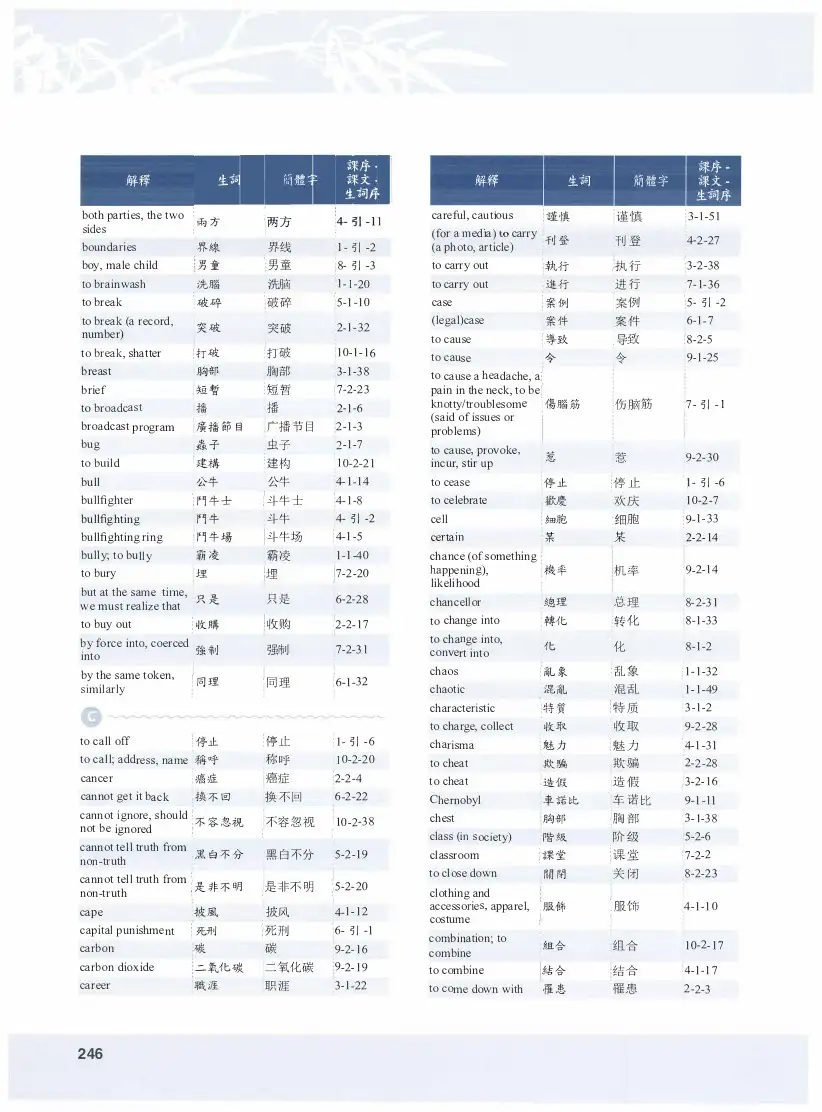 解釋 生詞 簡體字 課序‧課文‧生詞序
both parties, the two sides 兩方 两方 4- 引 -11
boundaries 界線 界线 1- 引 -2
boy, male child 男童 男童 8- 引 -3
to brainwash 洗腦 洗脑 1-1-20
to break 破碎 破碎 5-1-10
to break (a record, number) 突破 突破 2-1-32
to break, shatter 打破 打破 10-1-16
breast 胸部 胸部 3-1-38
brief 短暫 短暂 7-2-23
to broadcast 播 播 2-1-6
broadcast program 廣播節目 广播节目 2-1-3
bug 蟲子 虫子 2-1-7
to build 建構 建构 10-2-21
bull 公牛 公牛 4-1-14
bullfighter 鬥牛士 斗牛士 4-1-8
bullfighting 鬥牛 斗牛 4- 引 -2
bullfighting ring 鬥牛場 斗牛场 4-1-5
bully; to bully 霸凌 霸凌 1-1-40
to bury 埋 埋 7-2-20
but at the same time, we must realize that 只是 只是 6-2-28
to buy out 收購 收购 2-2-17
by force into, coerced into 強制 强制 7-2-31
by the same token, similarly 同理 同理 6-1-32
C
to call off 停止 停止 1- 引 -6
to call; address, name 稱呼 称呼 10-2-20
cancer 癌症 癌症 2-2-4
cannot get it back 換不回 换不回 6-2-22
cannot ignore, should not be ignored 不容忽視 不容忽视 10-2-38
cannot tell truth from non-truth 黑白不分 黑白不分 5-2-19
cannot tell truth from non-truth 是非不明 是非不明 5-2-20
cape 披風 披风 4-1-12
capital punishment 死刑 死刑 6- 引 -1
carbon 碳 碳 9-2-16
carbon dioxide 二氧化碳 二氧化碳 9-2-19
career 職涯 职涯 3-1-22
解釋 生詞 簡體字 課序‧課文‧生詞序
careful, cautious 謹慎 谨慎 3-1-51
(for a media) to carry (a photo, article) 刊登 刊登 4-2-27
to carry out 執行 执行 3-2-38
to carry out 進行 进行 7-1-36
case 案例 案例 5- 引 -2
(legal)case 案件 案件 6-1-7
to cause 導致 导致 8-2-5
to cause 令 令 9-1-25
to cause a headache, a pain in the neck, to be knotty/troublesome (said of issues or problems) 傷腦筋 伤脑筋 7- 引 -1
to cause, provoke, incur, stir up 惹 惹 9-2-30
to cease 停止 停止 1- 引 -6
to celebrate 歡慶 欢庆 10-2-7
cell 細胞 细胞 9-1-33
certain 某 某 2-2-14
chance (of something happening), likelihood 機率 机率 9-2-14
chancellor 總理 总理 8-2-31
to change into 轉化 转化 8-1-33
to change into, convert into 化 化 8-1-2
chaos 亂象 乱象 1-1-32
chaotic 混亂 混乱 1-1-49
characteristic 特質 特质 3-1-2
to charge, collect 收取 收取 9-2-28
charisma 魅力 魅力 4-1-31
to cheat 欺騙 欺骗 2-2-28
to cheat 造假 造假 3-2-16
Chernobyl 車諾比 车诺比 9-1-11
chest 胸部 胸部 3-1-38
class (in society) 階級 阶级 5-2-6
classroom 課堂 课堂 7-2-2
to close down 關閉 关闭 8-2-23
clothing and accessories, apparel, costume 服飾 服饰 4-1-10
combination; to combine 組合 组合 10-2-17
to combine 結合 结合 4-1-17
to come down with 罹患 罹患 2-2-3
246